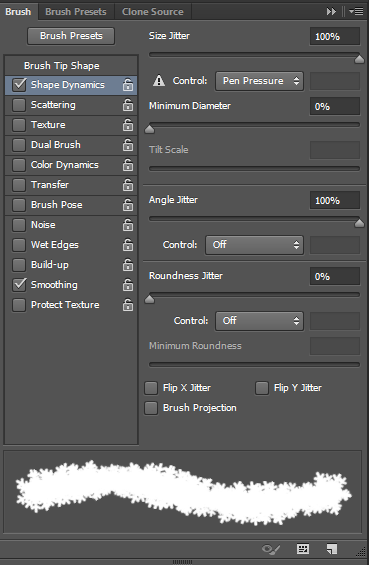 Brush Brush Presets Clone Source
Brush Presets
Brush Tip Shape
Shape Dynamics
Scattering
Texture
Dual Brush
Color Dynamics
Transfer
Brush Pose
Noise
Wet Edges
Build-up
Smoothing
Protect Texture
Size Jitter 100%
Control: Pen Pressure
Minimum Diameter 0%
Tilt Scale
Angle Jitter 100%
Control: Off
Roundness Jitter 0%
Control: Off
Minimum Roundness
Flip X Jitter Flip Y Jitter
Brush Projection